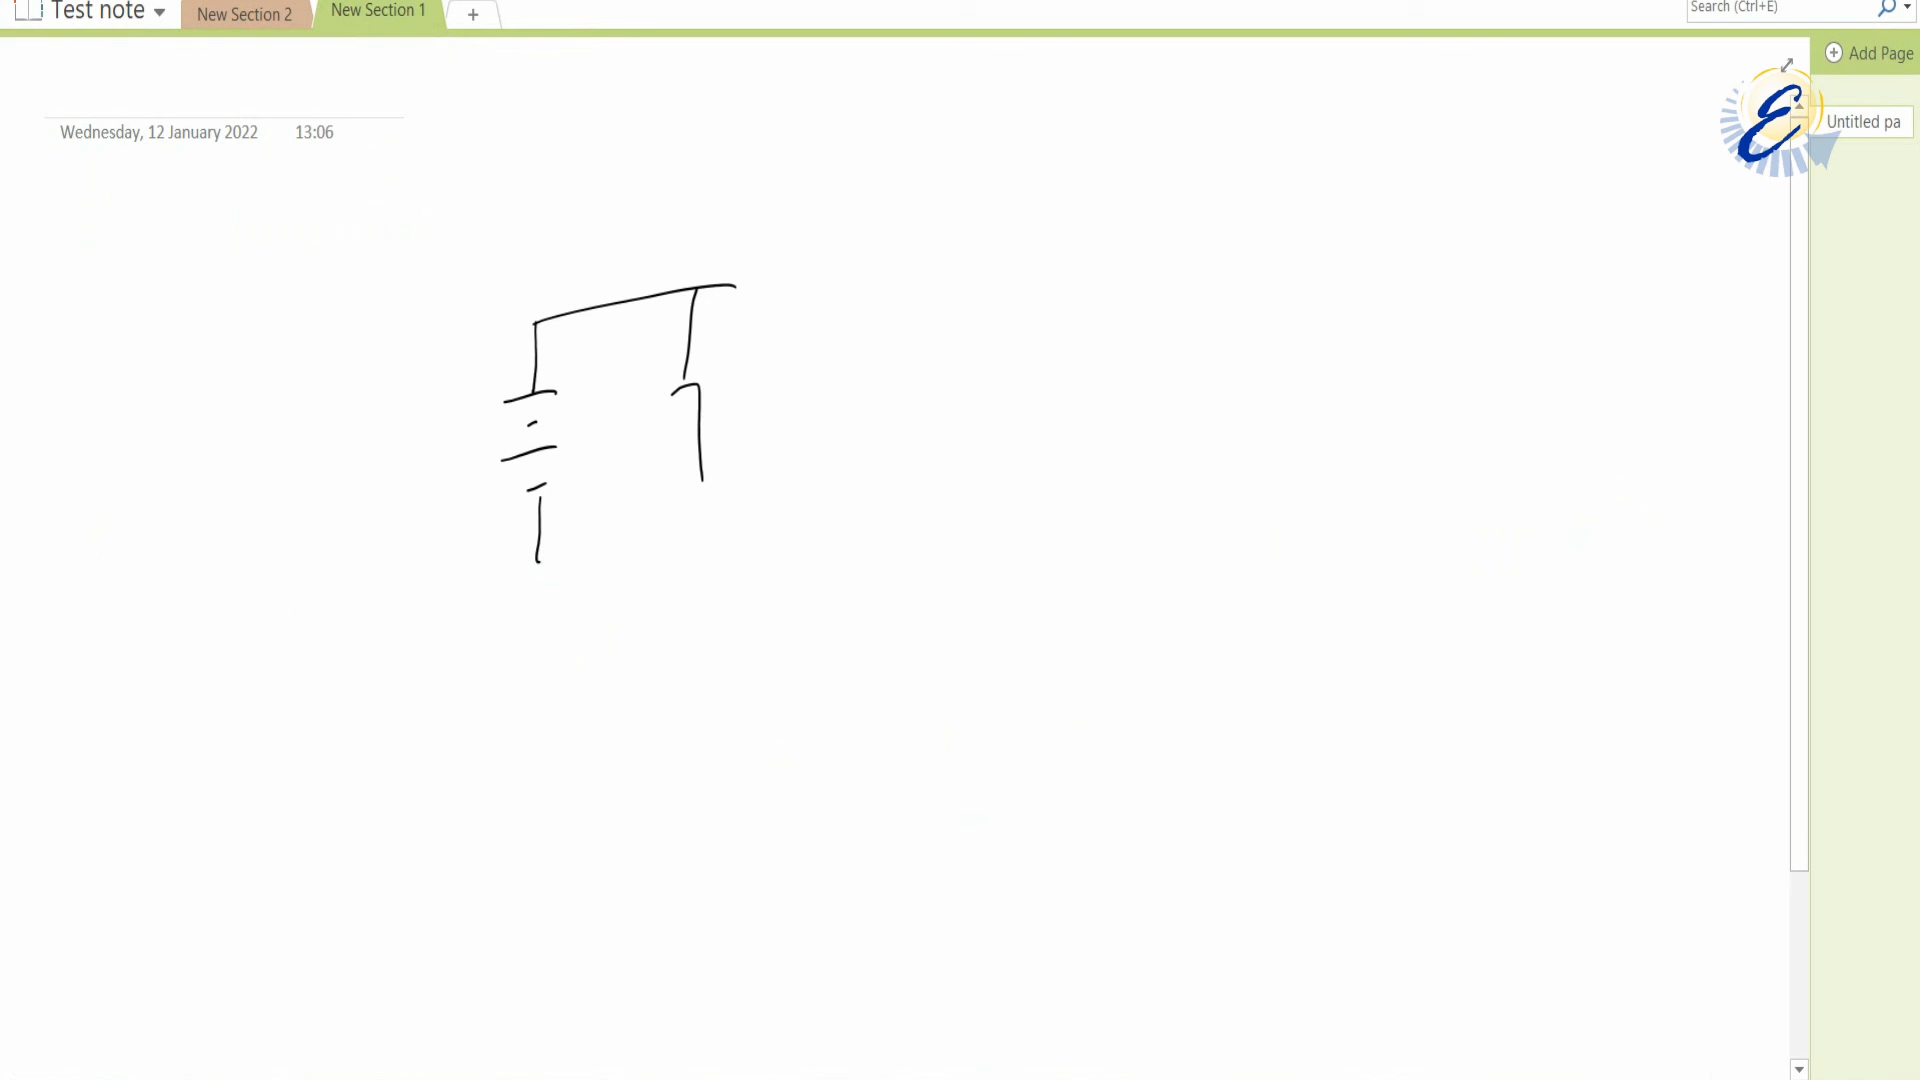 Test note
New Section 2
New Section 1
+
Search (Ctrl+E)
Add Page
E
Untitled pa
Wednesday, 12 January 2022 13:06